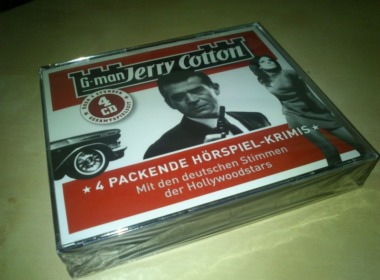 G-man Jerry Cotton
4 CD
4 PACKENDE HÖRSPIEL-KRIMIS
Mit den deutschen Stimmen
der Hollywoodstars